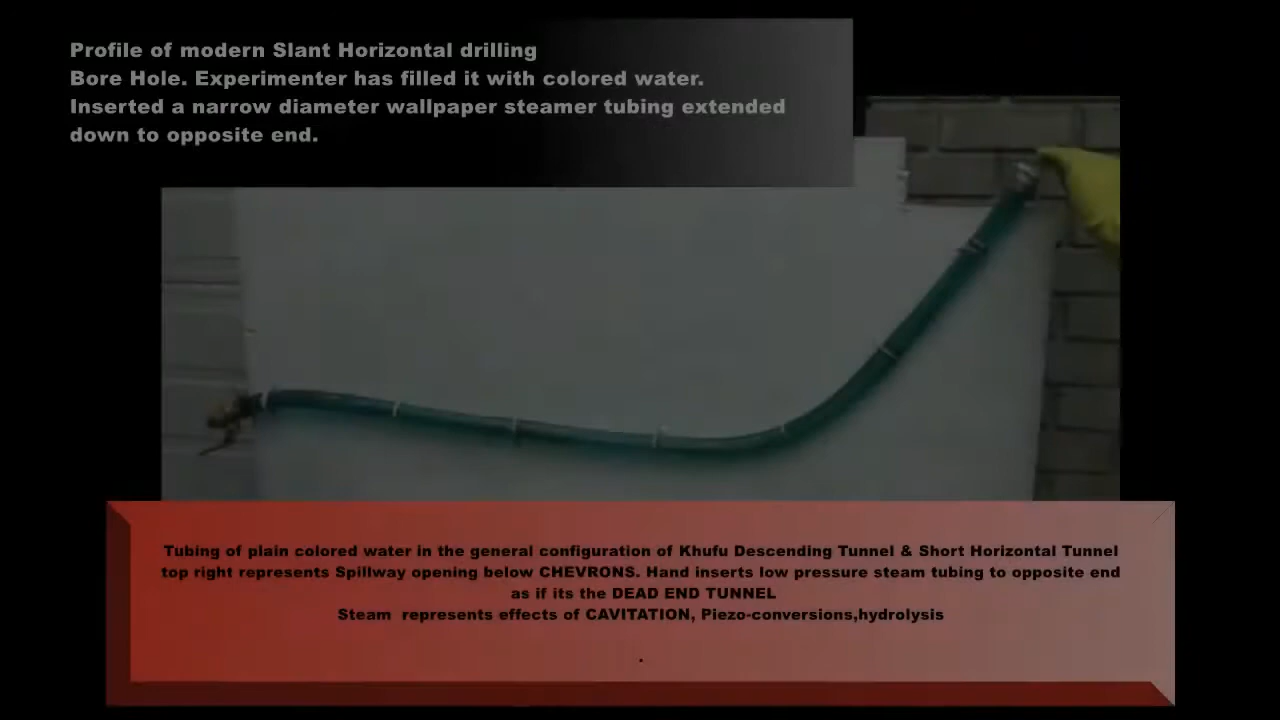 Profile of modern Slant Horizontal drilling
Bore Hole. Experimenter has filled it with colored water.
Inserted a narrow diameter wallpaper steamer tubing extended
down to opposite end.
Tubing of plain colored water in the general configuration of Khufu Descending Tunnel & Short Horizontal Tunnel
top right represents Spillway opening below CHEVRONS. Hand inserts low pressure steam tubing to opposite end
as if its the DEAD END TUNNEL
Steam  represents effects of CAVITATION, Piezo-conversions,hydrolysis
.